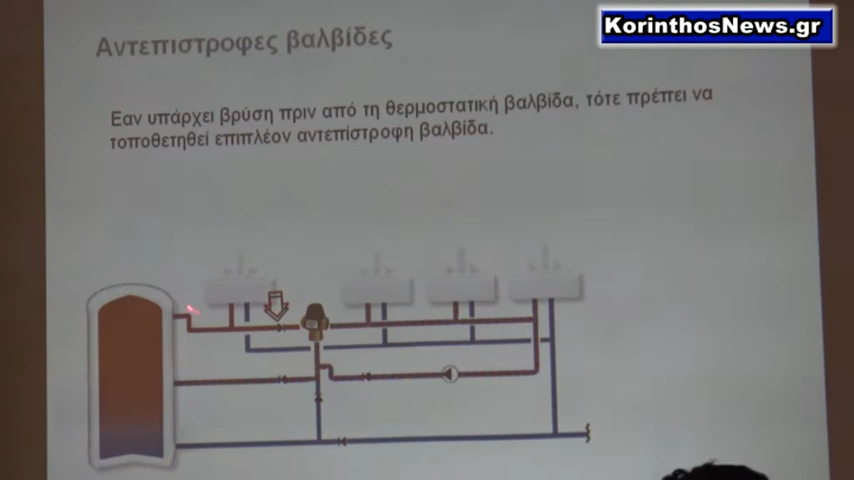 KorinthosNews.gr
Αντεπιστροφες βαλβίδες
Εαν υπάρχει βρύση πριν από τη θερμοστατική βαλβίδα, τότε πρέπει να
τοποθετηθεί επιπλέον αντεπίστροφη βαλβίδα.